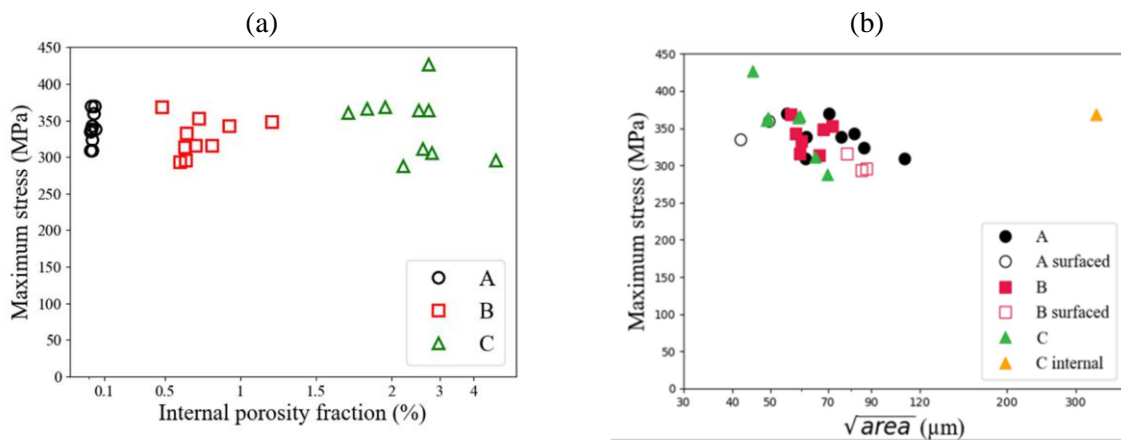 (a)
450
400
350
300
250
200
150
100
50
0
Maximum stress (MPa)
0.1 0.5 1 1.5 2 3 4
Internal porosity fraction (%)
A
B
C
(b)
450
400
350
300
250
200
150
100
50
0
Maximum stress (MPa)
30 40 50 70 90 120 200 300
√area (μm)
A
A surfaced
B
B surfaced
C
C internal